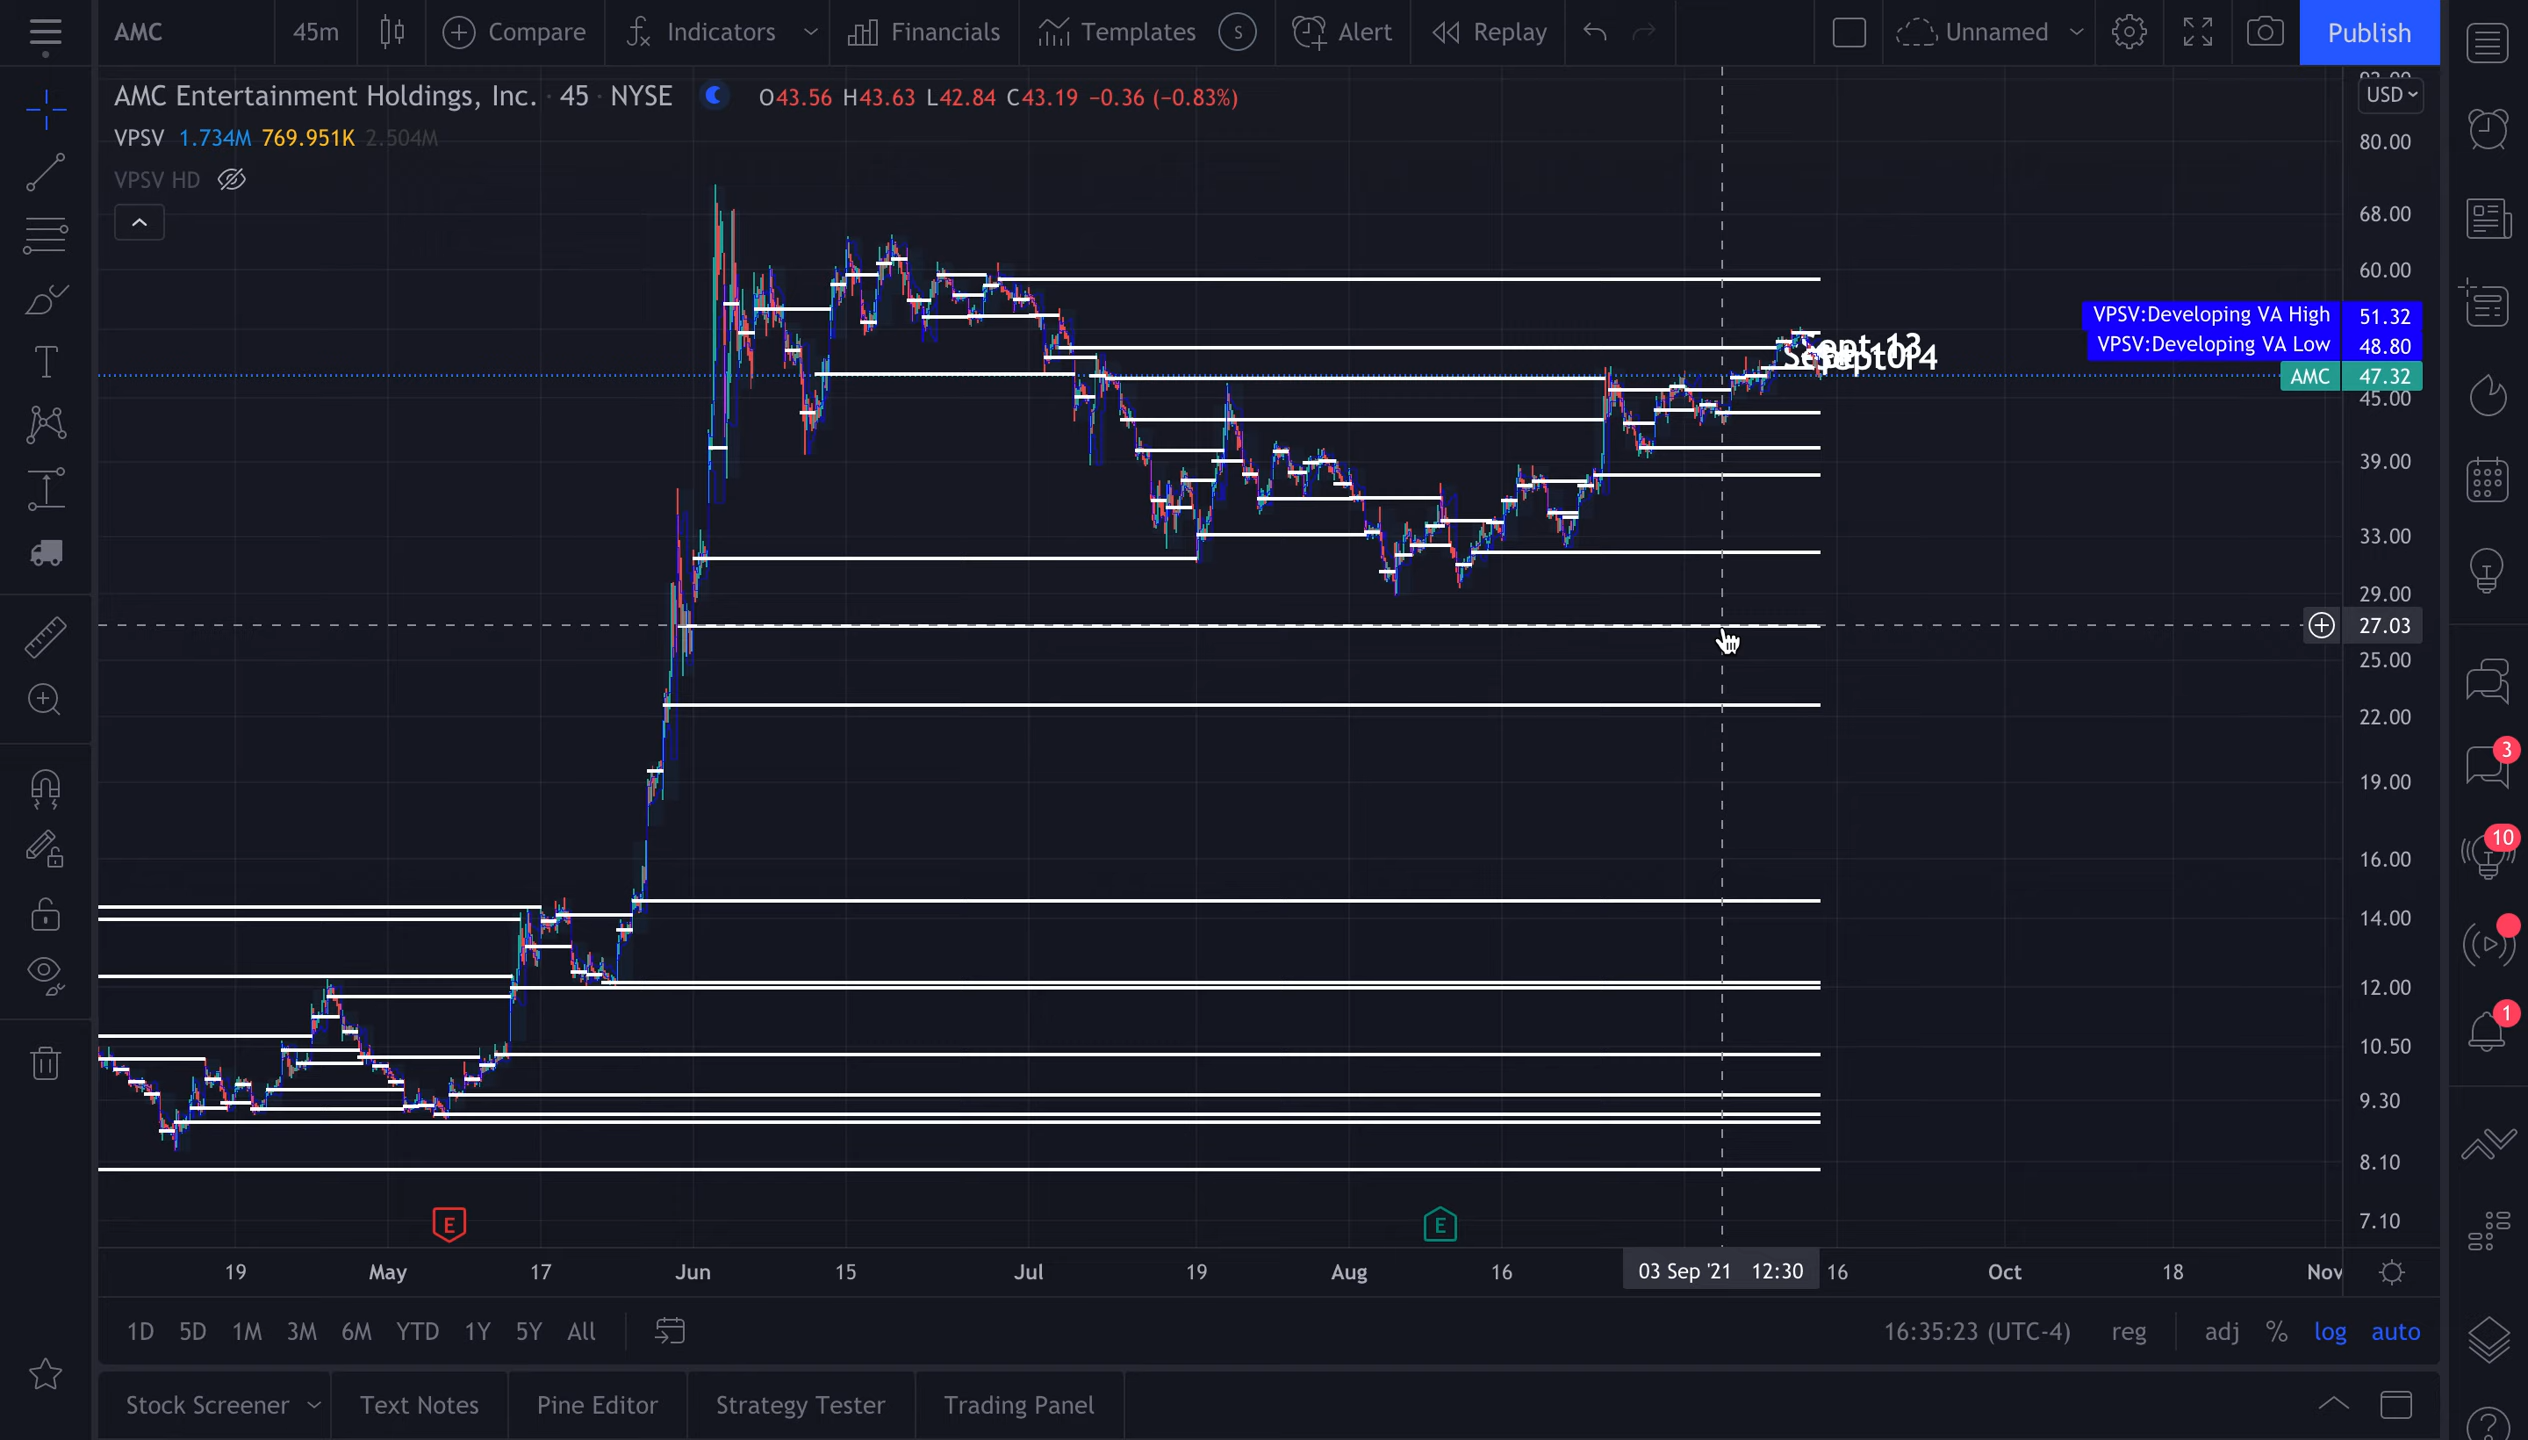 AMC 45m Compare Indicators Financials Templates S Alert Replay Unnamed Publish
AMC Entertainment Holdings, Inc. · 45 · NYSE O43.56 H43.63 L42.84 C43.19 −0.36 (−0.83%)
VPSV 1.734M 769.951K 2.504M
VPSV HD
USD
80.00
68.00
60.00
VPSV:Developing VA High 51.32
VPSV:Developing VA Low 48.80
AMC 47.32
45.00
39.00
33.00
29.00
27.03
25.00
22.00
19.00
16.00
14.00
12.00
10.50
9.30
8.10
7.10
E E
19 May 17 Jun 15 Jul 19 Aug 16 03 Sep '21 12:30 16 Oct 18 Nov
1D 5D 1M 3M 6M YTD 1Y 5Y All 16:35:23 (UTC-4) reg adj % log auto
Stock Screener Text Notes Pine Editor Strategy Tester Trading Panel
3
10
1